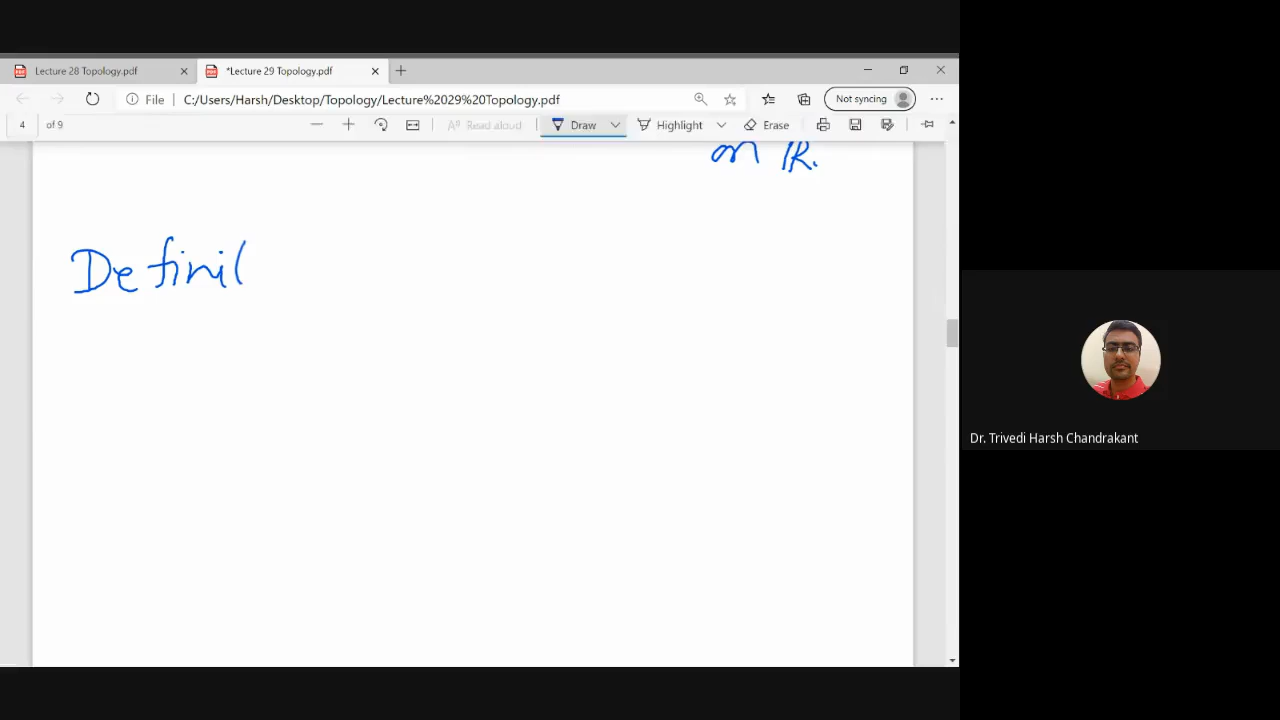 Lecture 28 Topology.pdf
*Lecture 29 Topology.pdf
File C:/Users/Harsh/Desktop/Topology/Lecture%2029%20Topology.pdf Not syncing
4 of 9 Read aloud Draw Highlight Erase
on ℝ.
Definit
Dr. Trivedi Harsh Chandrakant